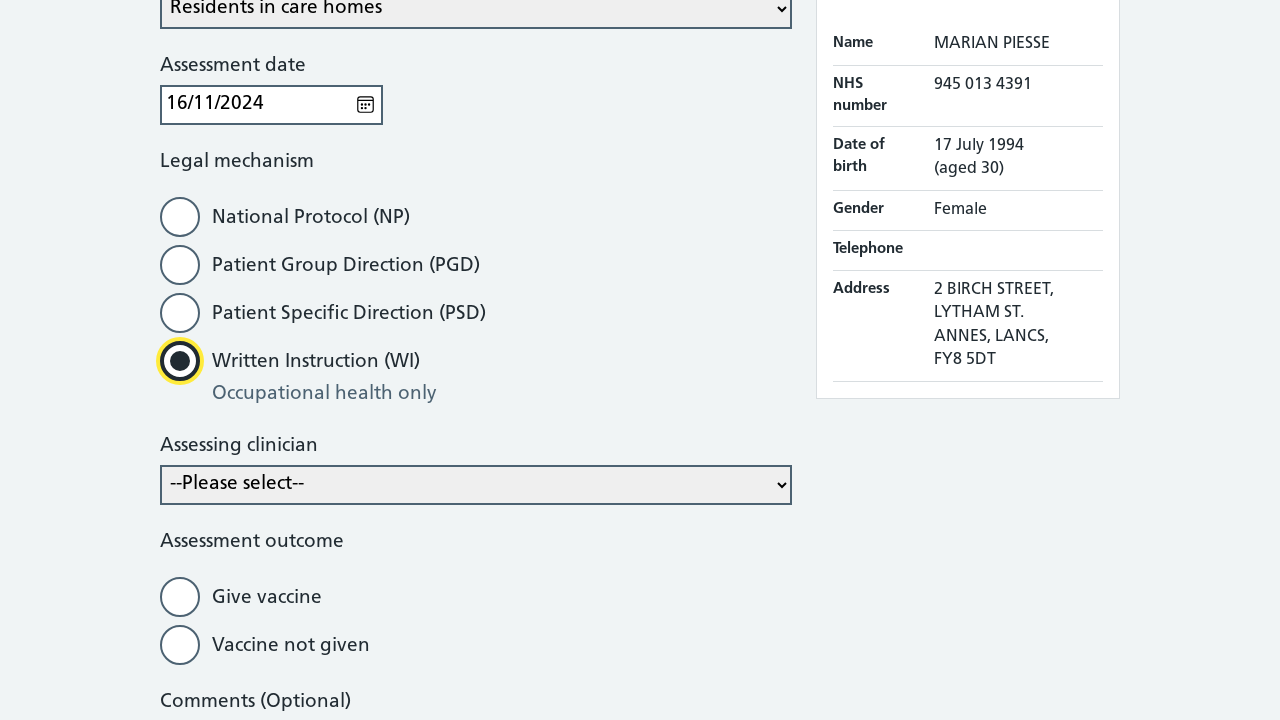 Residents in care homes
Assessment date
16/11/2024
Legal mechanism
National Protocol (NP)
Patient Group Direction (PGD)
Patient Specific Direction (PSD)
Written Instruction (WI)
Occupational health only
Assessing clinician
--Please select--
Assessment outcome
Give vaccine
Vaccine not given
Comments (Optional)
Name MARIAN PIESSE
NHS number 945 013 4391
Date of birth 17 July 1994
(aged 30)
Gender Female
Telephone
Address 2 BIRCH STREET,
LYTHAM ST.
ANNES, LANCS,
FY8 5DT